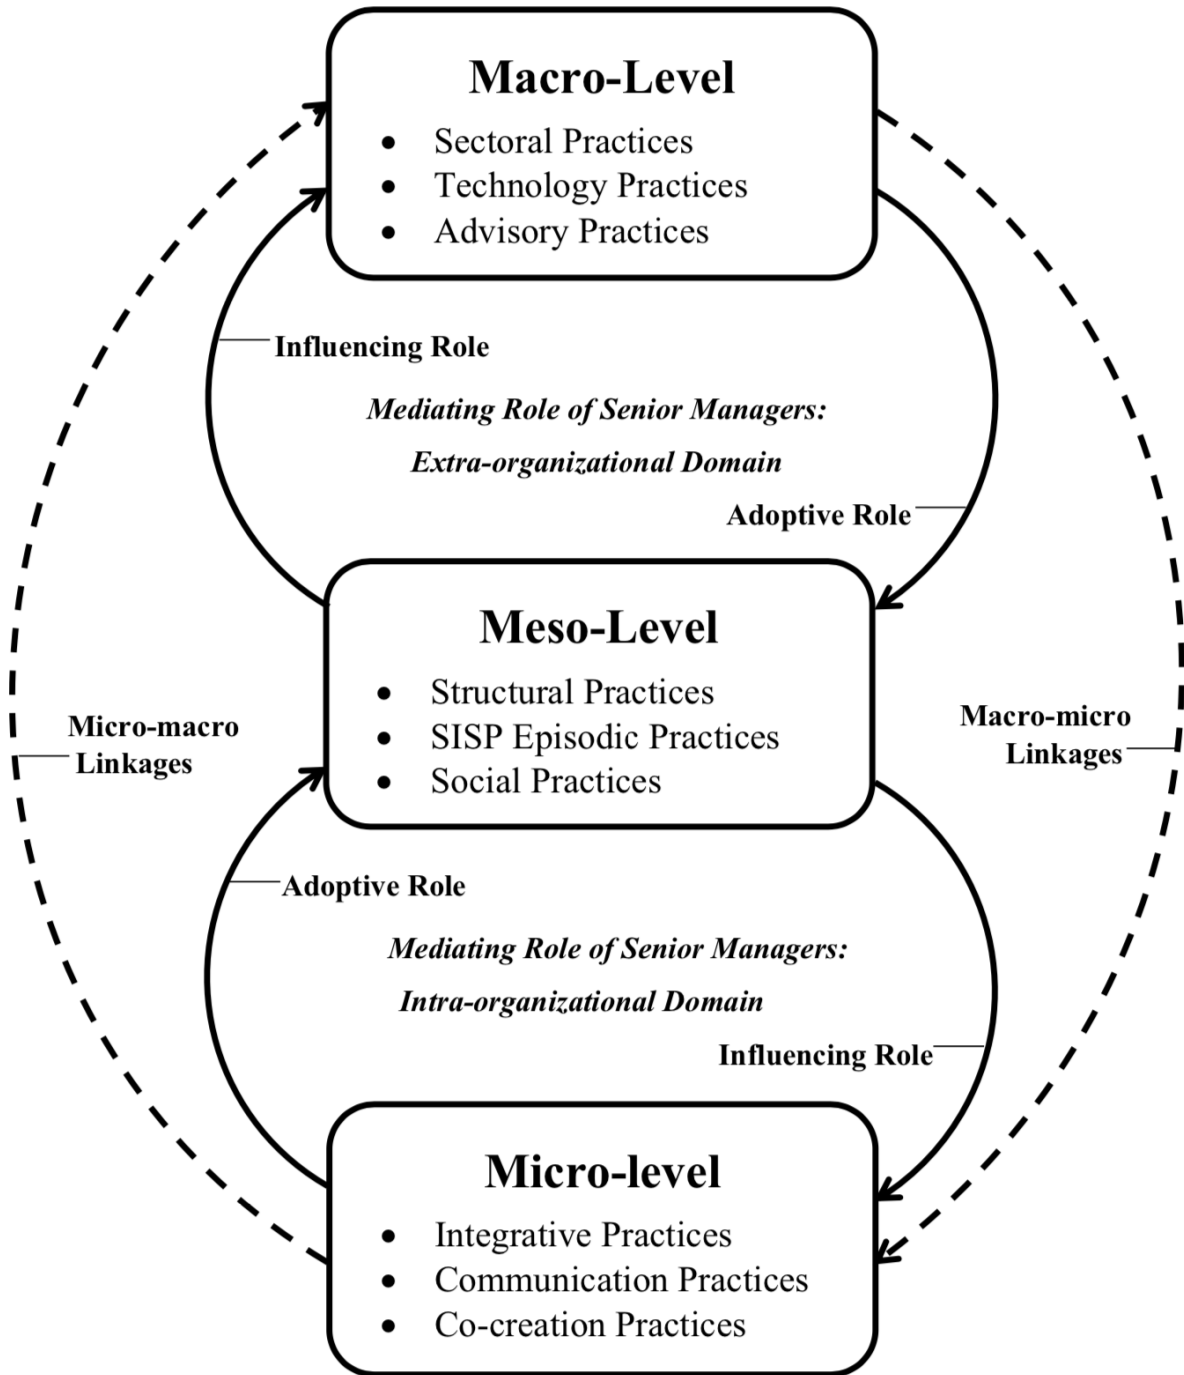 Macro-Level
• Sectoral Practices
• Technology Practices
• Advisory Practices
Influencing Role
Mediating Role of Senior Managers:
Extra-organizational Domain
Adoptive Role
Meso-Level
• Structural Practices
• SISP Episodic Practices
• Social Practices
Micro-macro
Linkages
Macro-micro
Linkages
Adoptive Role
Mediating Role of Senior Managers:
Intra-organizational Domain
Influencing Role
Micro-level
• Integrative Practices
• Communication Practices
• Co-creation Practices